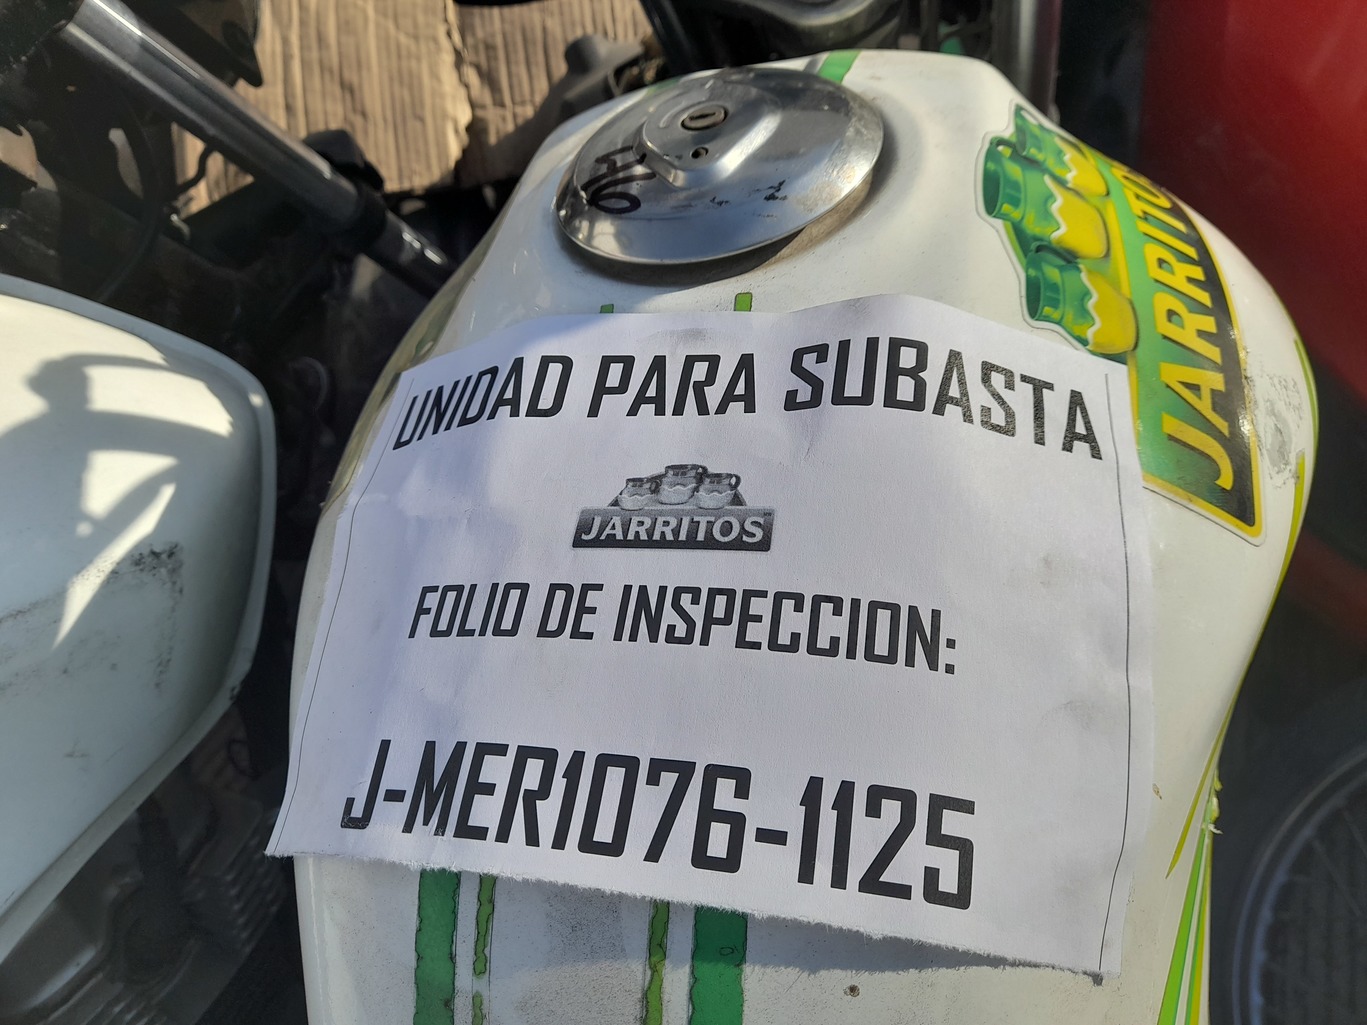 JARRITOS
UNIDAD PARA SUBASTA
JARRITOS
FOLIO DE INSPECCION:
J-MER1076-1125